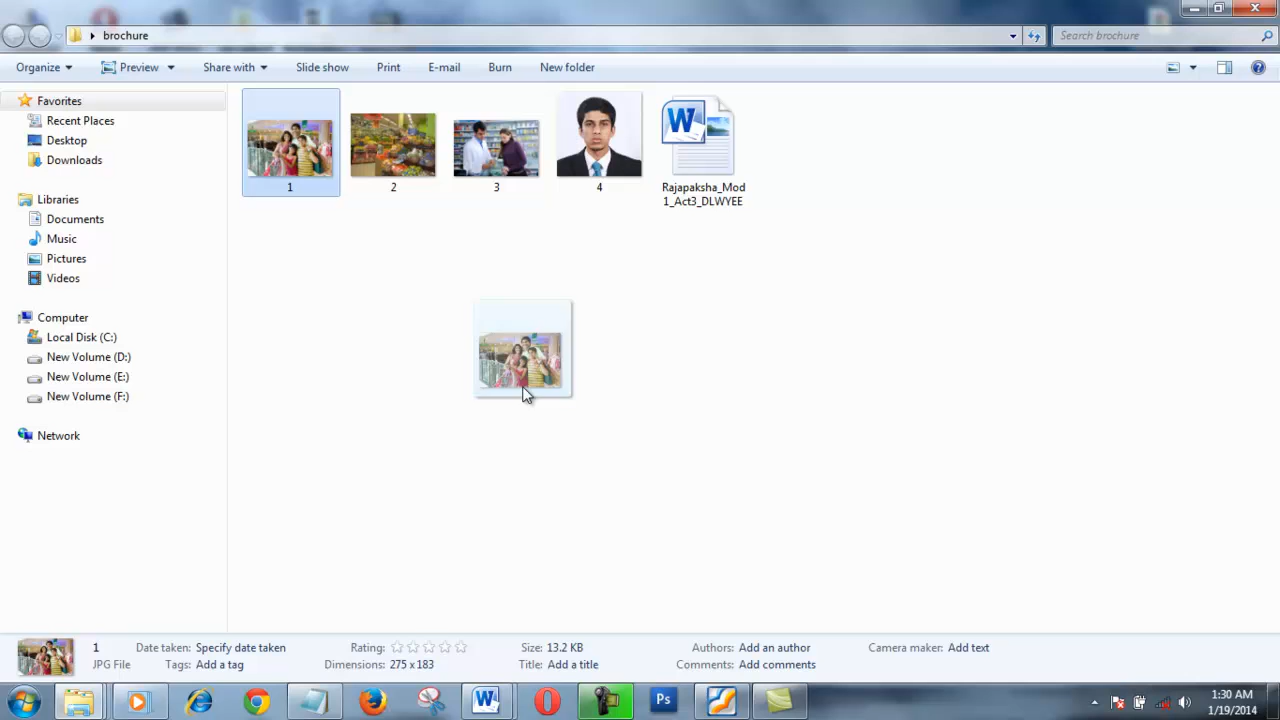 brochure
Search brochure
Organize Preview Share with Slide show Print E-mail Burn New folder
Favorites
Recent Places
Desktop
Downloads
Libraries
Documents
Music
Pictures
Videos
Computer
Local Disk (C:)
New Volume (D:)
New Volume (E:)
New Volume (F:)
Network
1 2 3 4 Rajapaksha_Mod
1_Act3_DLWYEE
1 Date taken: Specify date taken Rating: Size: 13.2 KB Authors: Add an author Camera maker: Add text
JPG File Tags: Add a tag Dimensions: 275 x 183 Title: Add a title Comments: Add comments
W
Ps
1:30 AM
1/19/2014